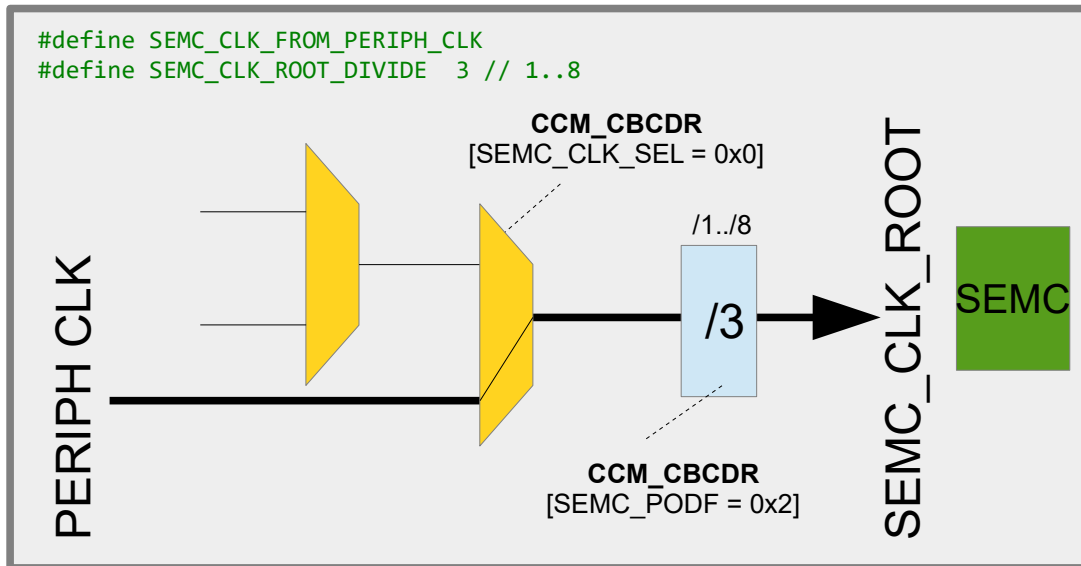 #define SEMC_CLK_FROM_PERIPH_CLK
#define SEMC_CLK_ROOT_DIVIDE  3 // 1..8
CCM_CBCDR
[SEMC_CLK_SEL = 0x0]
/1../8
PERIPH CLK
/3
SEMC_CLK_ROOT
SEMC
CCM_CBCDR
[SEMC_PODF = 0x2]